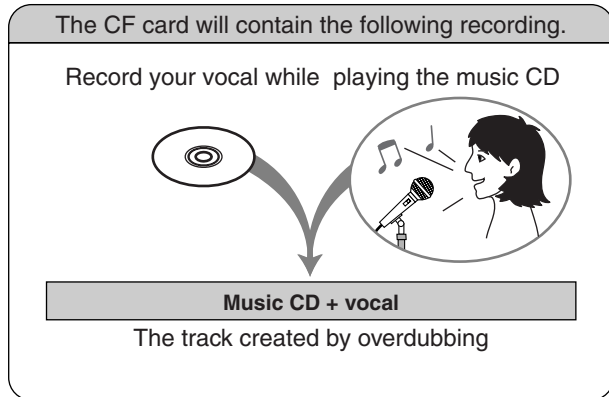 The CF card will contain the following recording.
Record your vocal while playing the music CD
Music CD + vocal
The track created by overdubbing